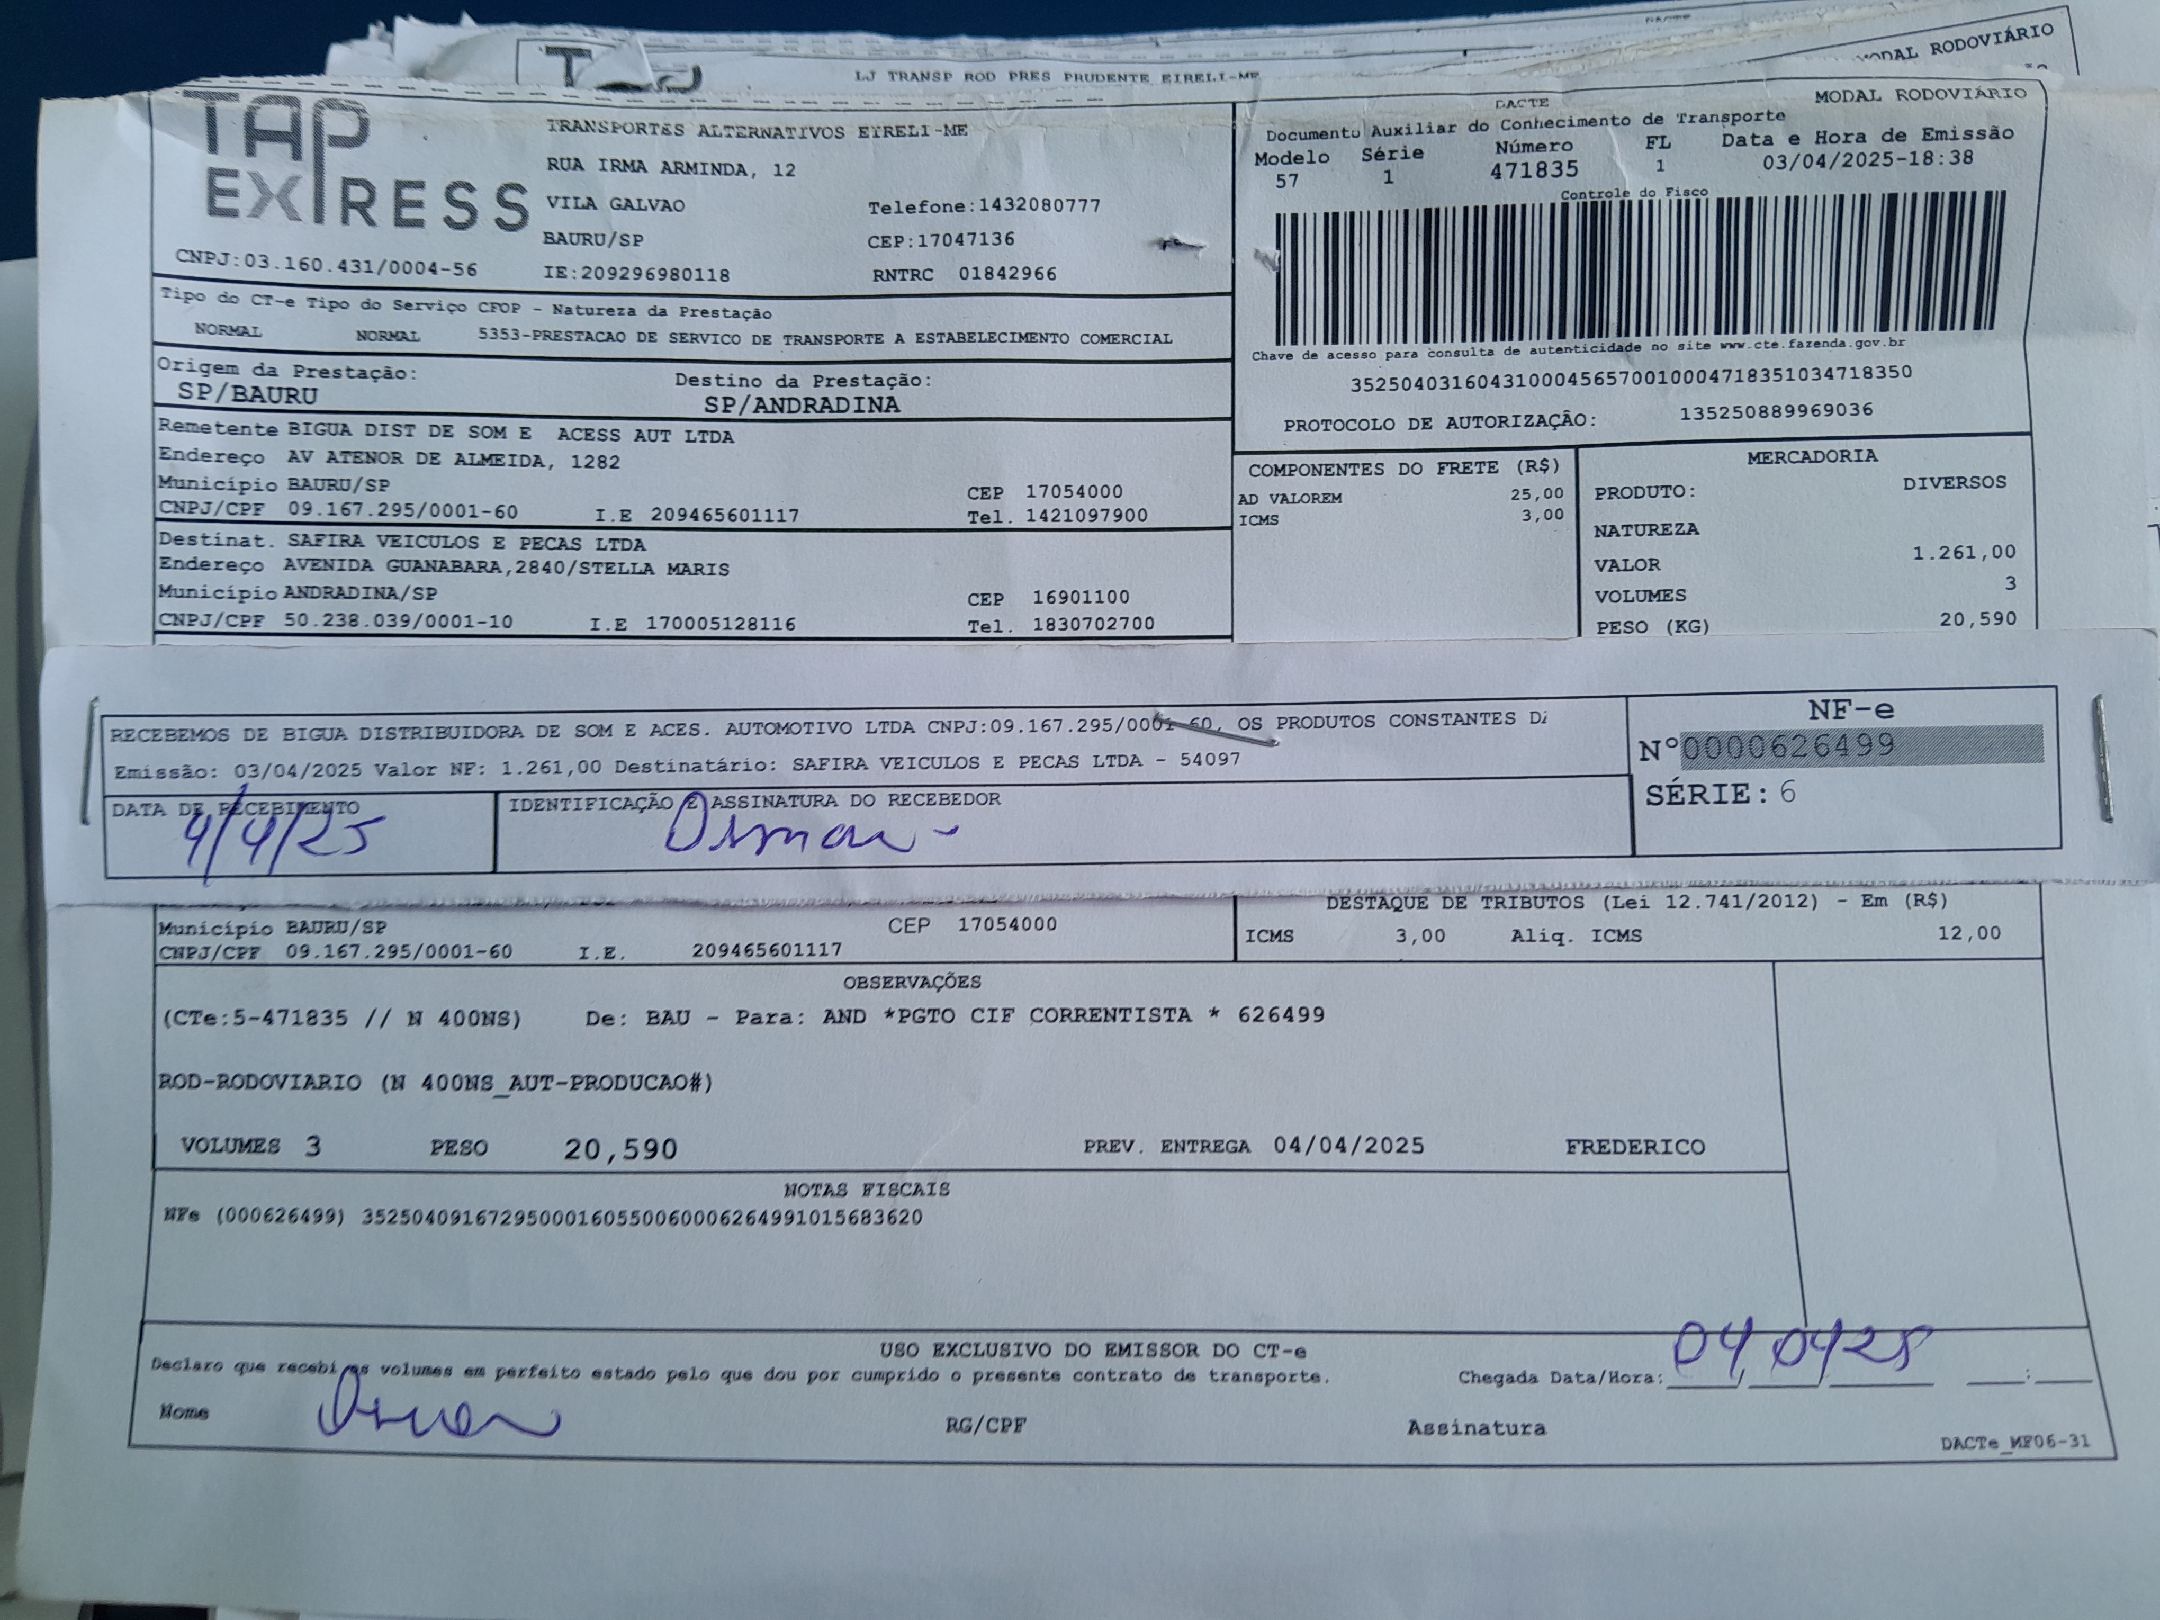 LJ TRANSP ROD PRES PRUDENTE EIRELI-ME
MODAL RODOVIÁRIO
TAP EXPRESS
TRANSPORTES ALTERNATIVOS EIRELI-ME
RUA IRMA ARMINDA, 12
VILA GALVAO Telefone:1432080777
BAURU/SP CEP:17047136
CNPJ:03.160.431/0004-56 IE:209296980118 RNTRC 01842966
DACTE MODAL RODOVIÁRIO
Documento Auxiliar do Conhecimento de Transporte
Modelo Série Número FL Data e Hora de Emissão
57 1 471835 1 03/04/2025-18:38
Controle do Fisco
Chave de acesso para consulta de autenticidade no site www.cte.fazenda.gov.br
35250403160431000456570010004718351034718350
PROTOCOLO DE AUTORIZAÇÃO: 135250889969036
Tipo do CT-e Tipo do Serviço CFOP - Natureza da Prestação
NORMAL NORMAL 5353-PRESTACAO DE SERVICO DE TRANSPORTE A ESTABELECIMENTO COMERCIAL
Origem da Prestação: Destino da Prestação:
SP/BAURU SP/ANDRADINA
Remetente BIGUA DIST DE SOM E ACESS AUT LTDA
Endereço AV ATENOR DE ALMEIDA, 1282
Município BAURU/SP CEP 17054000
CNPJ/CPF 09.167.295/0001-60 I.E 209465601117 Tel. 1421097900
Destinat. SAFIRA VEICULOS E PECAS LTDA
Endereço AVENIDA GUANABARA,2840/STELLA MARIS
Município ANDRADINA/SP CEP 16901100
CNPJ/CPF 50.238.039/0001-10 I.E 170005128116 Tel. 1830702700
COMPONENTES DO FRETE (R$)
AD VALOREM 25,00
ICMS 3,00
MERCADORIA
PRODUTO: DIVERSOS
NATUREZA
VALOR 1.261,00
VOLUMES 3
PESO (KG) 20,590
RECEBEMOS DE BIGUA DISTRIBUIDORA DE SOM E ACES. AUTOMOTIVO LTDA CNPJ:09.167.295/0001-60, OS PRODUTOS CONSTANTES
Emissão: 03/04/2025 Valor NF: 1.261,00 Destinatário: SAFIRA VEICULOS E PECAS LTDA - 54097
DATA DE RECEBIMENTO IDENTIFICAÇÃO E ASSINATURA DO RECEBEDOR
4/4/25 Osmar
NF-e
N°0000626499
SÉRIE: 6
Município BAURU/SP CEP 17054000
CNPJ/CPF 09.167.295/0001-60 I.E. 209465601117
DESTAQUE DE TRIBUTOS (Lei 12.741/2012) - Em (R$)
ICMS 3,00 Aliq. ICMS 12,00
OBSERVAÇÕES
(CTe:5-471835 // N 400NS) De: BAU - Para: AND *PGTO CIF CORRENTISTA * 626499
ROD-RODOVIARIO (N 400NS_AUT-PRODUCAO#)
VOLUMES 3 PESO 20,590 PREV. ENTREGA 04/04/2025 FREDERICO
NOTAS FISCAIS
NFe (000626499) 35250409167295000160550060006264991015683620
USO EXCLUSIVO DO EMISSOR DO CT-e
Declaro que recebi os volumes em perfeito estado pelo que dou por cumprido o presente contrato de transporte. Chegada Data/Hora: 04/04/25 :
Nome Osmar RG/CPF Assinatura
DACTe_MF06-31